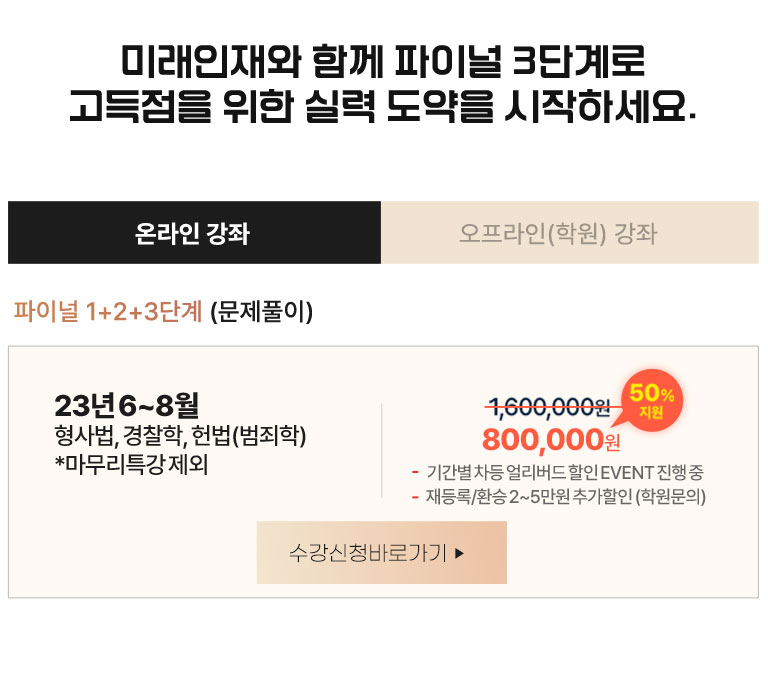 미래인재와 함께 파이널 3단계로
고득점을 위한 실력 도약을 시작하세요.
온라인 강좌
오프라인(학원) 강좌
파이널 1+2+3단계 (문제풀이)
23년 6~8월
형사법, 경찰학, 헌법(범죄학)
*마무리특강 제외
1,600,000원
50%
지원
800,000원
- 기간별 차등 얼리버드 할인 EVENT 진행 중
- 재등록/환승 2~5만원 추가할인 (학원문의)
수강신청바로가기 ▶